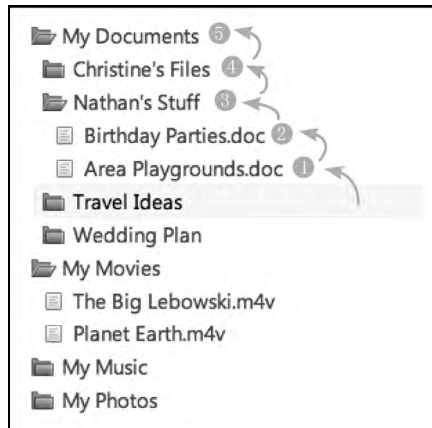 My Documents 5
Christine's Files 4
Nathan's Stuff 3
Birthday Parties.doc 2
Area Playgrounds.doc 1
Travel Ideas
Wedding Plan
My Movies
The Big Lebowski.m4v
Planet Earth.m4v
My Music
My Photos